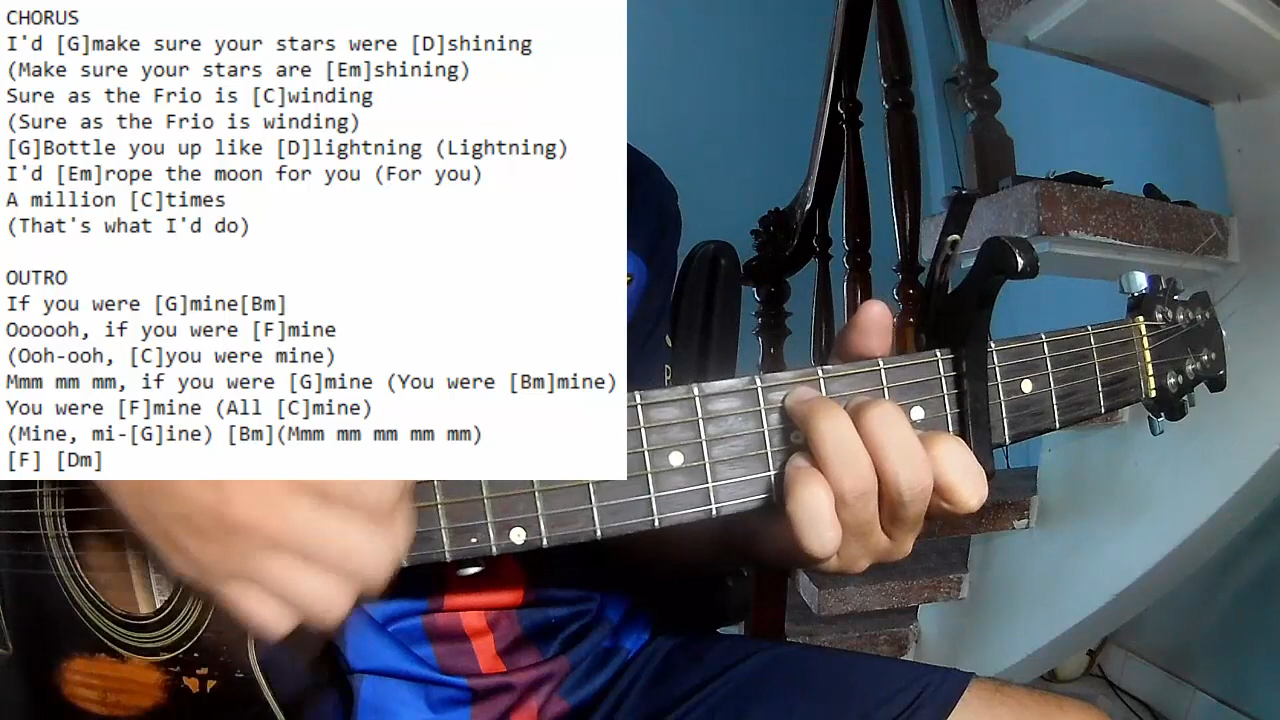 CHORUS
I'd [G]make sure your stars were [D]shining
(Make sure your stars are [Em]shining)
Sure as the Frio is [C]winding
(Sure as the Frio is winding)
[G]Bottle you up like [D]lightning (Lightning)
I'd [Em]rope the moon for you (For you)
A million [C]times
(That's what I'd do)

OUTRO
If you were [G]mine[Bm]
Oooooh, if you were [F]mine
(Ooh-ooh, [C]you were mine)
Mmm mm mm, if you were [G]mine (You were [Bm]mine)
You were [F]mine (All [C]mine)
(Mine, mi-[G]ine) [Bm](Mmm mm mm mm mm)
[F] [Dm]